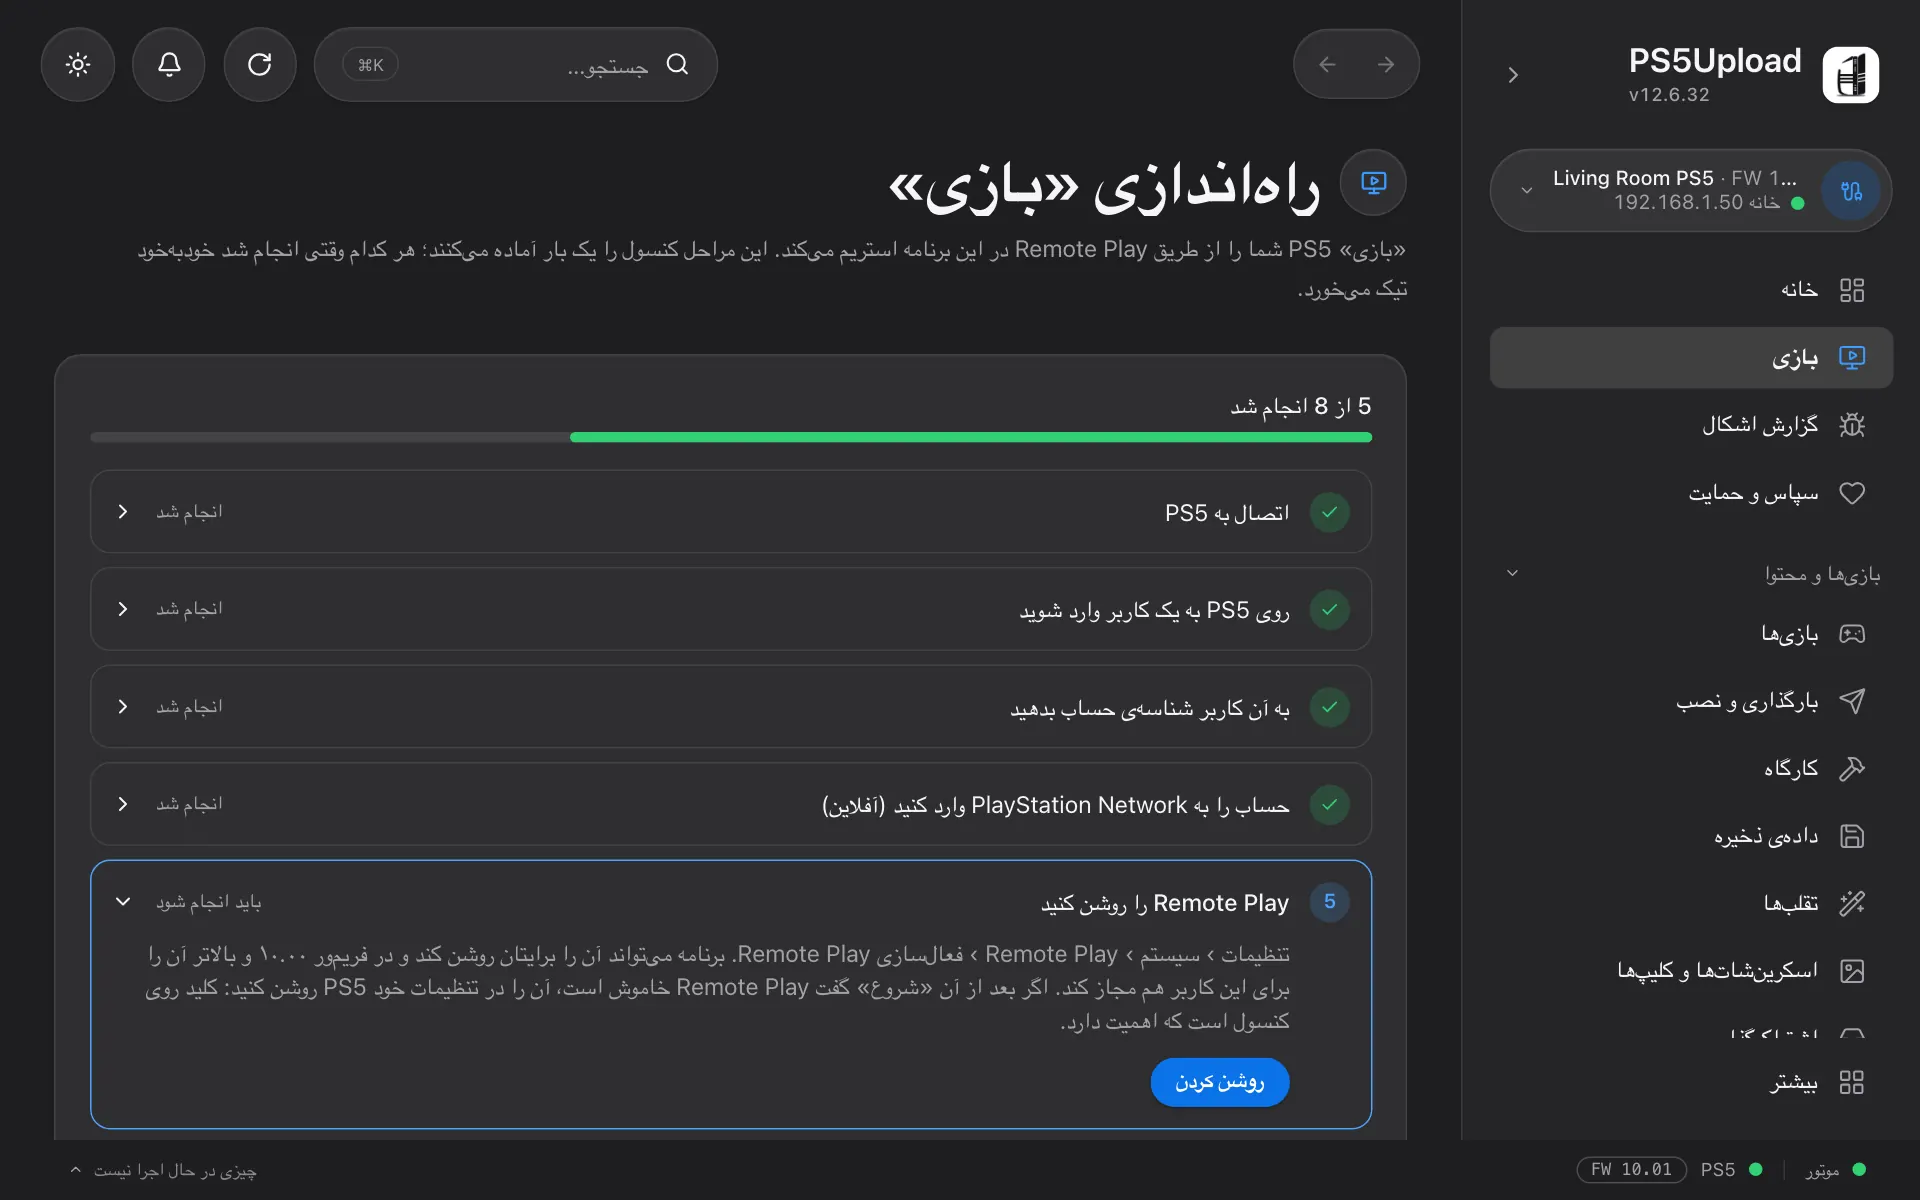 PS5Upload
v12.6.32
Living Room PS5 · FW 1...
خانه 192.168.1.50
خانه
بازی
گزارش اشکال
سپاس و حمایت
بازی‌ها و محتوا
بازی‌ها
بارگذاری و نصب
کارگاه
داده‌ی ذخیره
تقلب‌ها
اسکرین‌شات‌ها و کلیپ‌ها
بیشتر
جستجو...
⌘K
راه‌اندازی «بازی»
«بازی» PS5 شما را از طریق Remote Play در این برنامه استریم می‌کند. این مراحل کنسول را یک بار آماده می‌کنند؛ هر کدام وقتی انجام شد خودبه‌خود
تیک می‌خورد.
5 از 8 انجام شد
اتصال به PS5
انجام شد
روی PS5 به یک کاربر وارد شوید
انجام شد
به آن کاربر شناسه‌ی حساب بدهید
انجام شد
حساب را به PlayStation Network وارد کنید (آفلاین)
انجام شد
5
Remote Play را روشن کنید
باید انجام شود
تنظیمات › سیستم › Remote Play › فعال‌سازی Remote Play. برنامه می‌تواند آن را برایتان روشن کند و در فریم‌ور ۱۰.۰۰ و بالاتر آن را
برای این کاربر هم مجاز کند. اگر بعد از آن «شروع» گفت Remote Play خاموش است، آن را در تنظیمات خود PS5 روشن کنید: کلید روی
کنسول است که اهمیت دارد.
روشن کردن
موتور
PS5
FW 10.01
چیزی در حال اجرا نیست